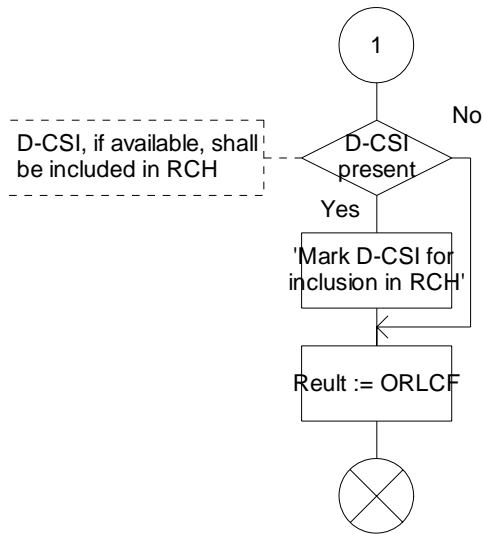 1
No
D-CSI, if available, shall
be included in RCH
D-CSI
present
Yes
'Mark D-CSI for
inclusion in RCH'
Reult := ORLCF